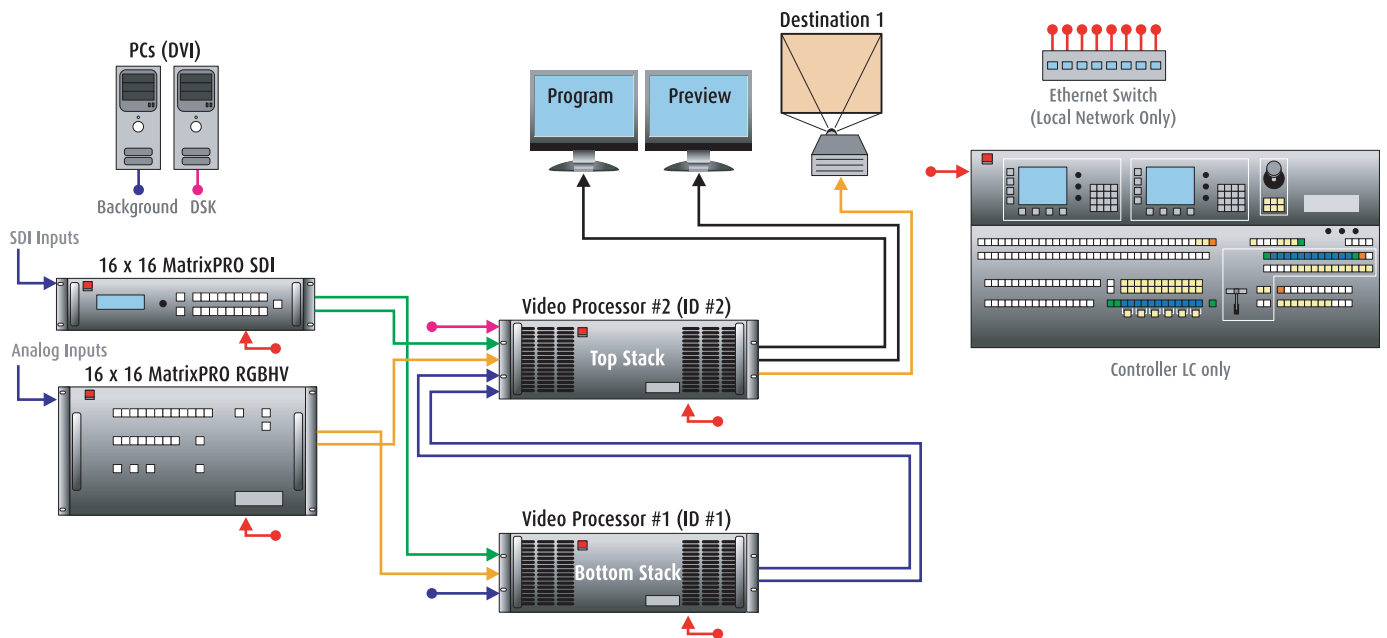 PCs (DVI)
Background
DSK
SDI Inputs
16 x 16 MatrixPRO SDI
Analog Inputs
16 x 16 MatrixPRO RGBHV
Program
Preview
Destination 1
Video Processor #2 (ID #2)
Top Stack
Video Processor #1 (ID #1)
Bottom Stack
Ethernet Switch
(Local Network Only)
Controller LC only